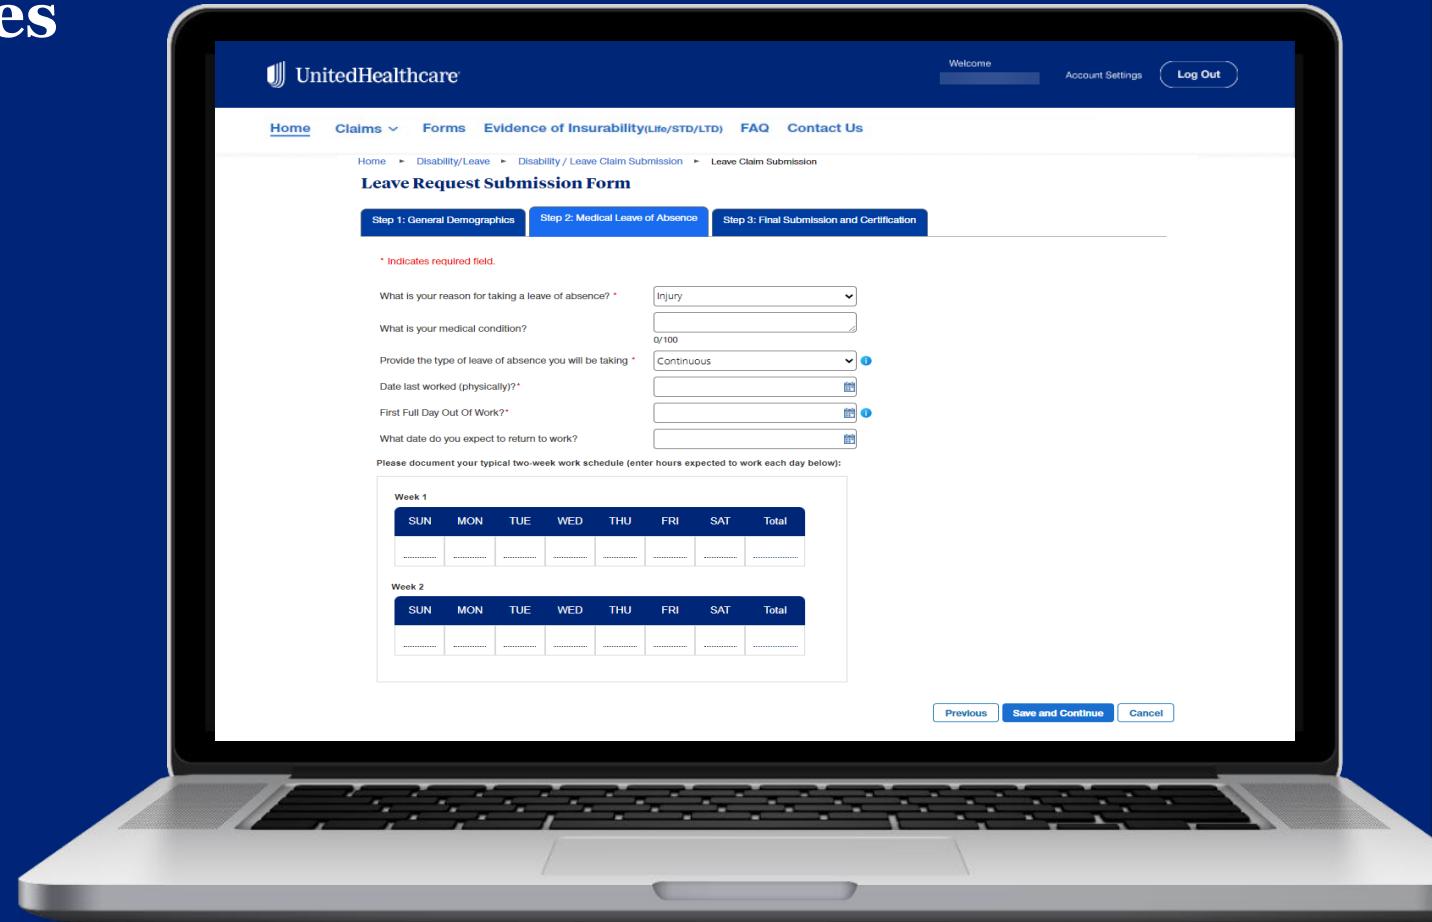 es
UnitedHealthcare
Welcome
Account Settings
Log Out
Home Claims Forms Evidence of Insurability(Life/STD/LTD) FAQ Contact Us
Home ► Disability/Leave ► Disability / Leave Claim Submission ► Leave Claim Submission
Leave Request Submission Form
Step 1: General Demographics Step 2: Medical Leave of Absence Step 3: Final Submission and Certification
* Indicates required field.
What is your reason for taking a leave of absence? * Injury
What is your medical condition?
0/100
Provide the type of leave of absence you will be taking * Continuous
Date last worked (physically)?*
First Full Day Out Of Work?*
What date do you expect to return to work?
Please document your typical two-week work schedule (enter hours expected to work each day below):
Week 1
SUN MON TUE WED THU FRI SAT Total
Week 2
SUN MON TUE WED THU FRI SAT Total
Previous Save and Continue Cancel